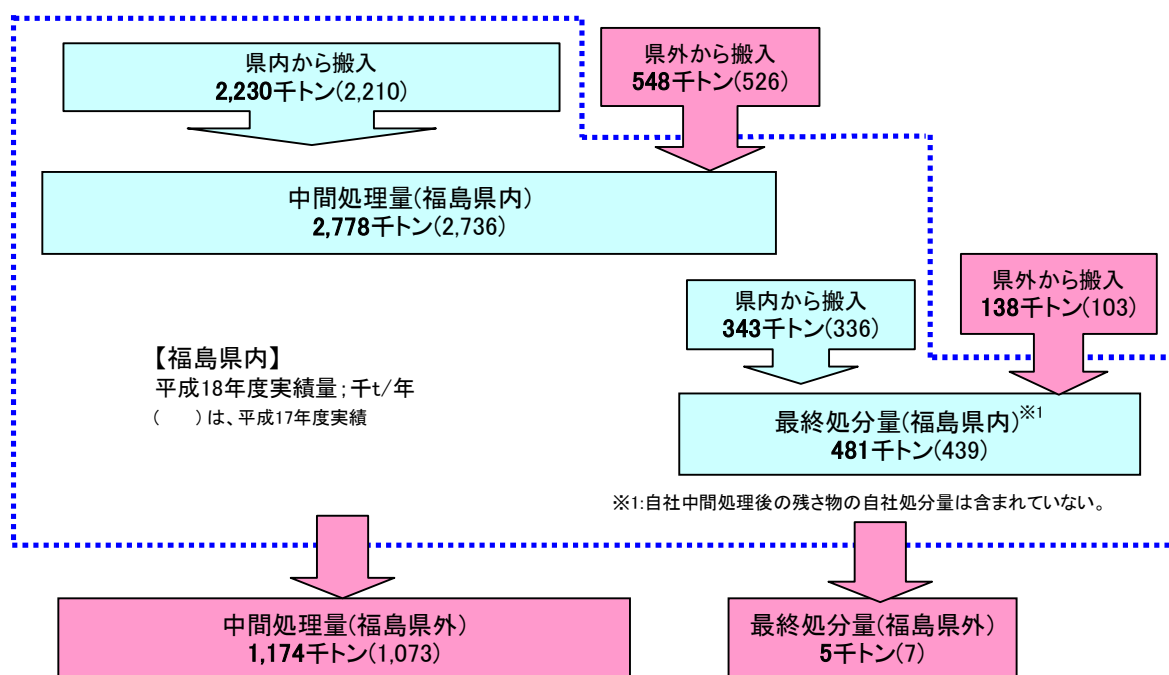 県内から搬入
2,230千トン(2,210)
県外から搬入
548千トン(526)
中間処理量(福島県内)
2,778千トン(2,736)
県内から搬入
343千トン(336)
県外から搬入
138千トン(103)
【福島県内】
平成18年度実績量;千t/年
(　　)は、平成17年度実績
最終処分量(福島県内)※1
481千トン(439)
※1:自社中間処理後の残さ物の自社処分量は含まれていない。
中間処理量(福島県外)
1,174千トン(1,073)
最終処分量(福島県外)
5千トン(7)